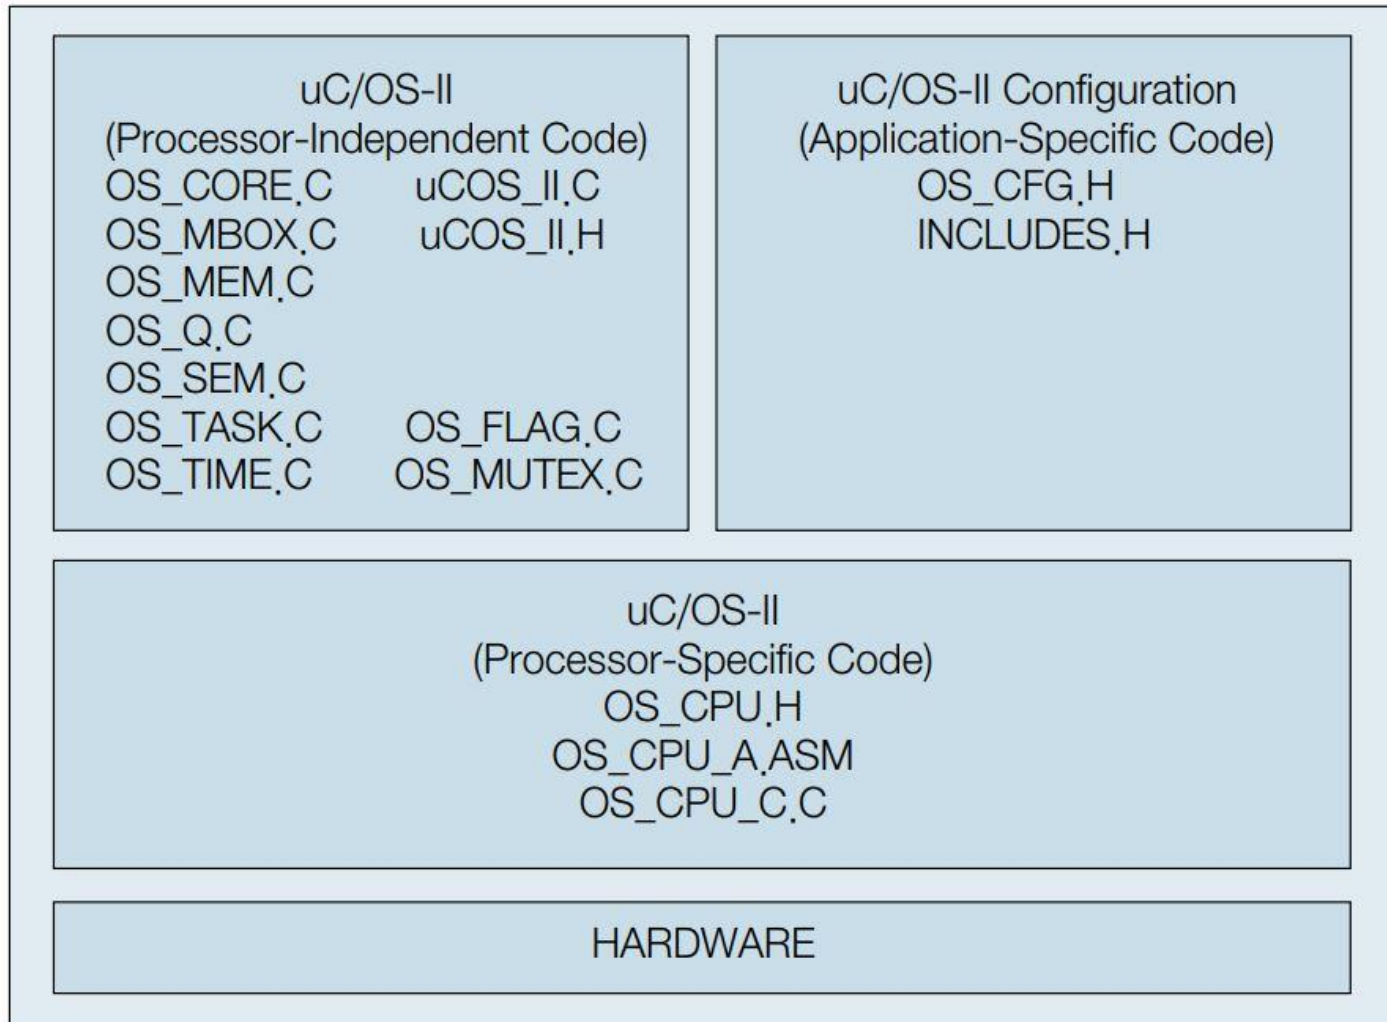 uC/OS-II
(Processor-Independent Code)
OS_CORE.C uCOS_II.C
OS_MBOX.C uCOS_II.H
OS_MEM.C
OS_Q.C
OS_SEM.C
OS_TASK.C OS_FLAG.C
OS_TIME.C OS_MUTEX.C
uC/OS-II Configuration
(Application-Specific Code)
OS_CFG.H
INCLUDES.H
uC/OS-II
(Processor-Specific Code)
OS_CPU.H
OS_CPU_A.ASM
OS_CPU_C.C
HARDWARE